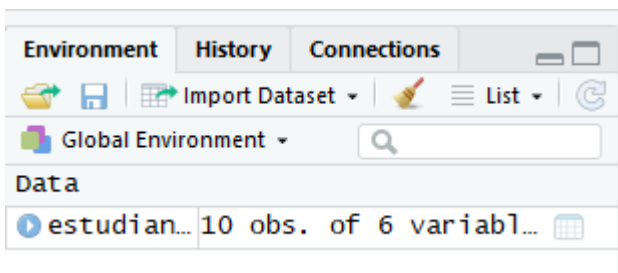 Environment History Connections
Import Dataset List
Global Environment
Data
estudian... 10 obs. of 6 variabl...